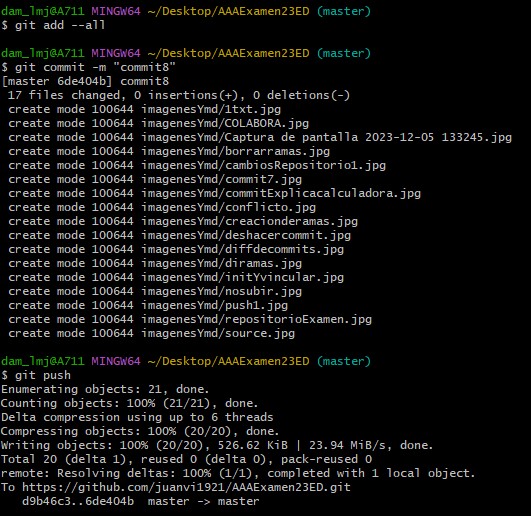 dam_lmj@A711 MINGW64 ~/Desktop/AAAExamen23ED (master)
$ git add --all
dam_lmj@A711 MINGW64 ~/Desktop/AAAExamen23ED (master)
$ git commit -m "commit8"
[master 6de404b] commit8
17 files changed, 0 insertions(+), 0 deletions(-)
create mode 100644 imagenesYmd/1txt.jpg
create mode 100644 imagenesYmd/COLABORA.jpg
create mode 100644 imagenesYmd/Captura de pantalla 2023-12-05 133245.jpg
create mode 100644 imagenesYmd/borrarramas.jpg
create mode 100644 imagenesYmd/cambiosRepositorio1.jpg
create mode 100644 imagenesYmd/commit7.jpg
create mode 100644 imagenesYmd/commitExplicacalculadora.jpg
create mode 100644 imagenesYmd/conflicto.jpg
create mode 100644 imagenesYmd/creacionderamas.jpg
create mode 100644 imagenesYmd/deshacercommit.jpg
create mode 100644 imagenesYmd/diffdecommits.jpg
create mode 100644 imagenesYmd/diramas.jpg
create mode 100644 imagenesYmd/initYvincular.jpg
create mode 100644 imagenesYmd/nosubir.jpg
create mode 100644 imagenesYmd/push1.jpg
create mode 100644 imagenesYmd/repositorioExamen.jpg
create mode 100644 imagenesYmd/source.jpg
dam_lmj@A711 MINGW64 ~/Desktop/AAAExamen23ED (master)
$ git push
Enumerating objects: 21, done.
Counting objects: 100% (21/21), done.
Delta compression using up to 6 threads
Compressing objects: 100% (20/20), done.
Writing objects: 100% (20/20), 526.62 KiB | 23.94 MiB/s, done.
Total 20 (delta 1), reused 0 (delta 0), pack-reused 0
remote: Resolving deltas: 100% (1/1), completed with 1 local object.
To https://github.com/juanvi1921/AAAExamen23ED.git
d9b46c3..6de404b master -> master